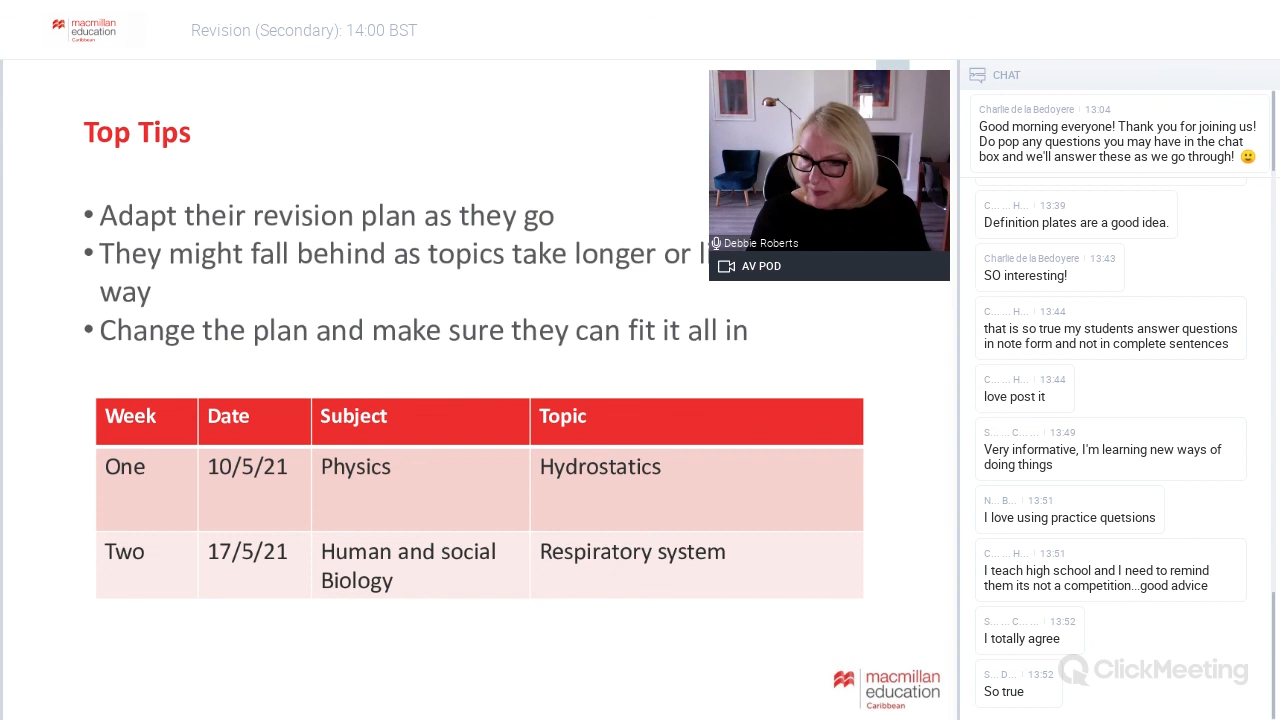 macmillan
education
Caribbean
Revision (Secondary): 14:00 BST
Top Tips
• Adapt their revision plan as they go
• They might fall behind as topics take longer or
way
• Change the plan and make sure they can fit it all in
Debbie Roberts
AV POD
Week Date Subject Topic
One 10/5/21 Physics Hydrostatics
Two 17/5/21 Human and social Respiratory system
Biology
macmillan
education
Caribbean
CHAT
Charlie de la Bedoyere 13:04
Good morning everyone! Thank you for joining us!
Do pop any questions you may have in the chat
box and we'll answer these as we go through! 🙂
C... ... H... 13:39
Definition plates are a good idea.
Charlie de la Bedoyere 13:43
SO interesting!
C... ... H... 13:44
that is so true my students answer questions
in note form and not in complete sentences
C... ... H... 13:44
love post it
S... ... C... ... 13:49
Very informative, I'm learning new ways of
doing things
N... B... 13:51
I love using practice quetsions
C... ... H... 13:51
I teach high school and I need to remind
them its not a competition...good advice
S... ... C... ... 13:52
I totally agree
S... D... 13:52
So true
ClickMeeting